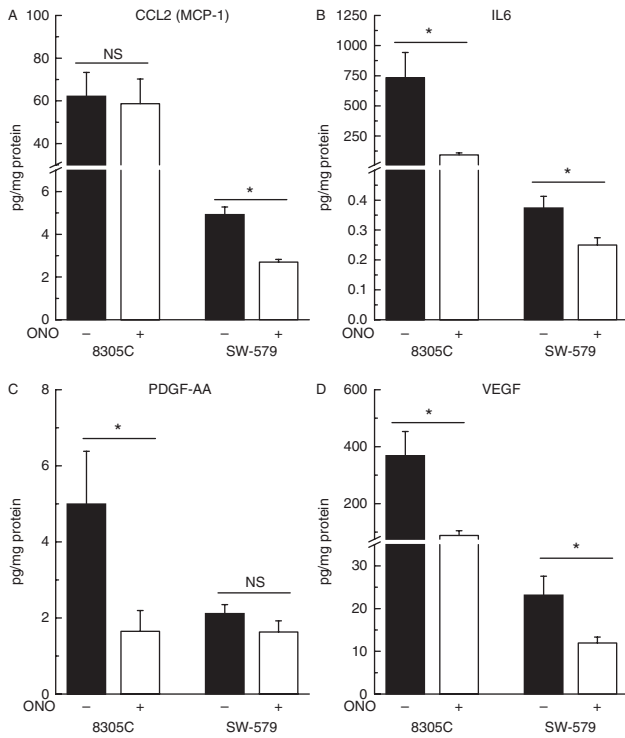 A CCL2 (MCP-1)
100
80
60
40
6
4
2
0
pg/mg protein
NS
*
ONO – + – +
8305C SW-579
B IL6
1250
1000
750
500
250
0.4
0.3
0.2
0.1
0.0
pg/mg protein
*
*
ONO – + – +
8305C SW-579
C PDGF-AA
8
6
4
2
0
pg/mg protein
*
NS
ONO – + – +
8305C SW-579
D VEGF
600
400
200
30
20
10
0
pg/mg protein
*
*
ONO – + – +
8305C SW-579